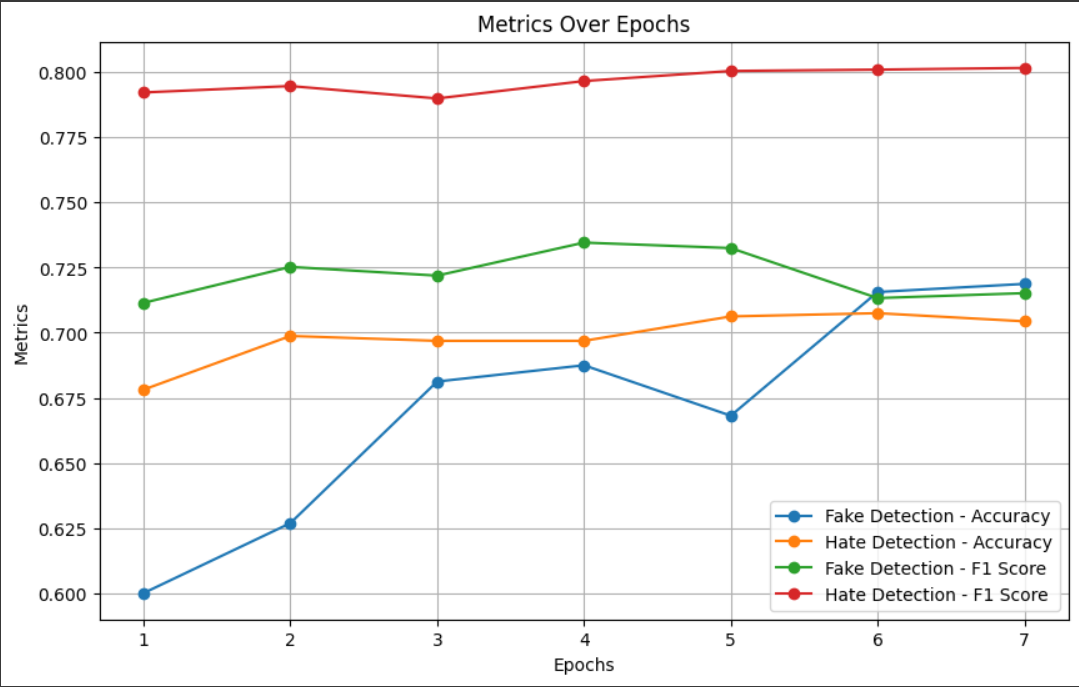 Metrics Over Epochs
0.800
0.775
0.750
0.725
0.700
0.675
0.650
0.625
0.600
Metrics
Fake Detection - Accuracy
Hate Detection - Accuracy
Fake Detection - F1 Score
Hate Detection - F1 Score
1 2 3 4 5 6 7
Epochs